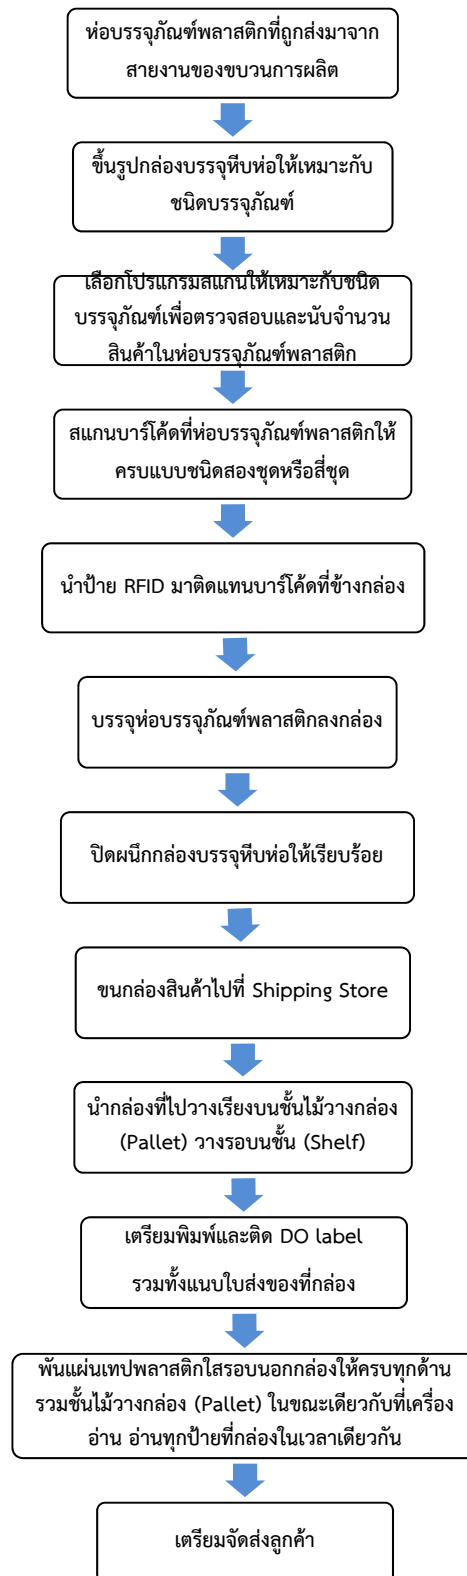 ห่อบรรจุภัณฑ์พลาสติกที่ถูกส่งมาจาก
สายงานของขบวนการผลิต
ขึ้นรูปกล่องบรรจุหีบห่อให้เหมาะกับ
ชนิดบรรจุภัณฑ์
เลือกโปรแกรมสแกนให้เหมาะกับชนิด
บรรจุภัณฑ์เพื่อตรวจสอบและนับจำนวน
สินค้าในห่อบรรจุภัณฑ์พลาสติก
สแกนบาร์โค้ดที่ห่อบรรจุภัณฑ์พลาสติกให้
ครบแบบชนิดสองชุดหรือสี่ชุด
นำป้าย RFID มาติดแทนบาร์โค้ดที่ข้างกล่อง
บรรจุห่อบรรจุภัณฑ์พลาสติกลงกล่อง
ปิดผนึกกล่องบรรจุหีบห่อให้เรียบร้อย
ขนกล่องสินค้าไปที่ Shipping Store
นำกล่องที่ไปวางเรียงบนชั้นไม้วางกล่อง
(Pallet) วางรอบนชั้น (Shelf)
เตรียมพิมพ์และติด DO label
รวมทั้งแนบใบส่งของที่กล่อง
พันแผ่นเทปพลาสติกใสรอบนอกกล่องให้ครบทุกด้าน
รวมชั้นไม้วางกล่อง (Pallet) ในขณะเดียวกับที่เครื่อง
อ่าน อ่านทุกป้ายที่กล่องในเวลาเดียวกัน
เตรียมจัดส่งลูกค้า